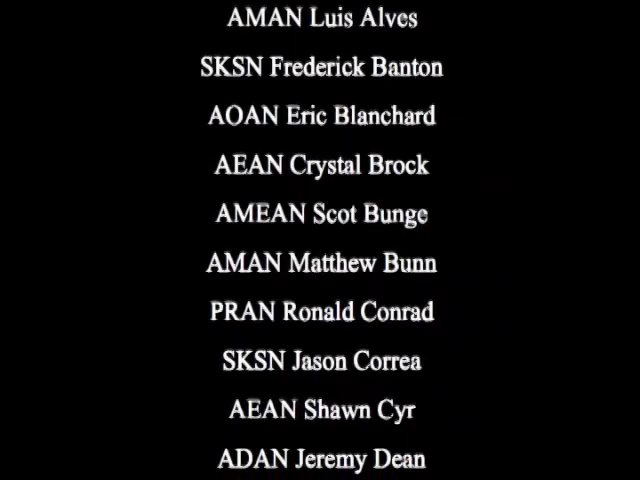 AMAN Luis Alves
SKSN Frederick Banton
AOAN Eric Blanchard
AEAN Crystal Brock
AMEAN Scot Bunge
AMAN Matthew Bunn
PRAN Ronald Conrad
SKSN Jason Correa
AEAN Shawn Cyr
ADAN Jeremy Dean